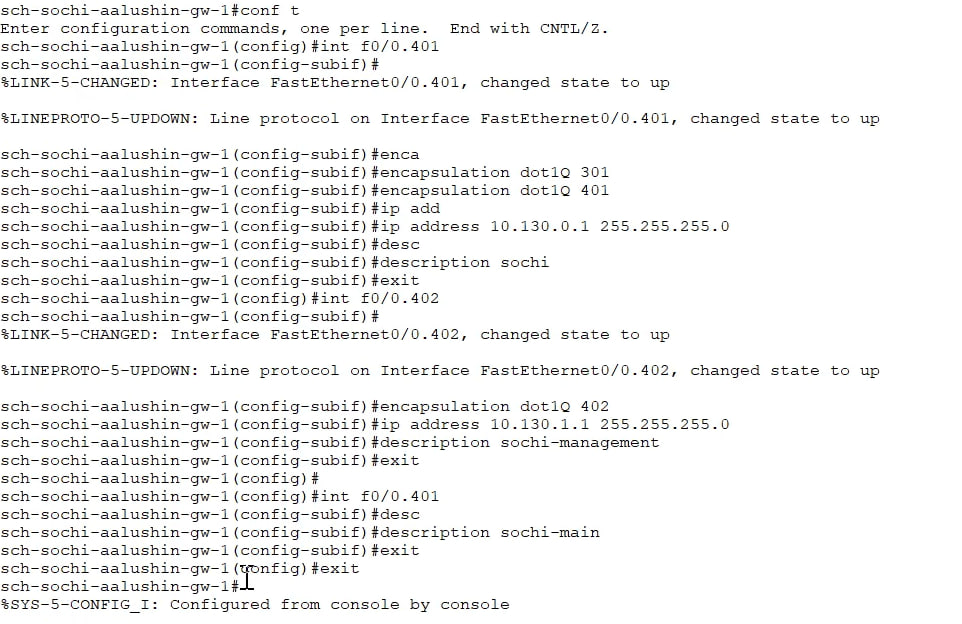 sch-sochi-aalushin-gw-1#conf t
Enter configuration commands, one per line.  End with CNTL/Z.
sch-sochi-aalushin-gw-1(config)#int f0/0.401
sch-sochi-aalushin-gw-1(config-subif)#
%LINK-5-CHANGED: Interface FastEthernet0/0.401, changed state to up
%LINEPROTO-5-UPDOWN: Line protocol on Interface FastEthernet0/0.401, changed state to up
sch-sochi-aalushin-gw-1(config-subif)#enca
sch-sochi-aalushin-gw-1(config-subif)#encapsulation dot1Q 301
sch-sochi-aalushin-gw-1(config-subif)#encapsulation dot1Q 401
sch-sochi-aalushin-gw-1(config-subif)#ip add
sch-sochi-aalushin-gw-1(config-subif)#ip address 10.130.0.1 255.255.255.0
sch-sochi-aalushin-gw-1(config-subif)#desc
sch-sochi-aalushin-gw-1(config-subif)#description sochi
sch-sochi-aalushin-gw-1(config-subif)#exit
sch-sochi-aalushin-gw-1(config)#int f0/0.402
sch-sochi-aalushin-gw-1(config-subif)#
%LINK-5-CHANGED: Interface FastEthernet0/0.402, changed state to up
%LINEPROTO-5-UPDOWN: Line protocol on Interface FastEthernet0/0.402, changed state to up
sch-sochi-aalushin-gw-1(config-subif)#encapsulation dot1Q 402
sch-sochi-aalushin-gw-1(config-subif)#ip address 10.130.1.1 255.255.255.0
sch-sochi-aalushin-gw-1(config-subif)#description sochi-management
sch-sochi-aalushin-gw-1(config-subif)#exit
sch-sochi-aalushin-gw-1(config)#
sch-sochi-aalushin-gw-1(config)#int f0/0.401
sch-sochi-aalushin-gw-1(config-subif)#desc
sch-sochi-aalushin-gw-1(config-subif)#description sochi-main
sch-sochi-aalushin-gw-1(config-subif)#exit
sch-sochi-aalushin-gw-1(config)#exit
sch-sochi-aalushin-gw-1#
%SYS-5-CONFIG_I: Configured from console by console